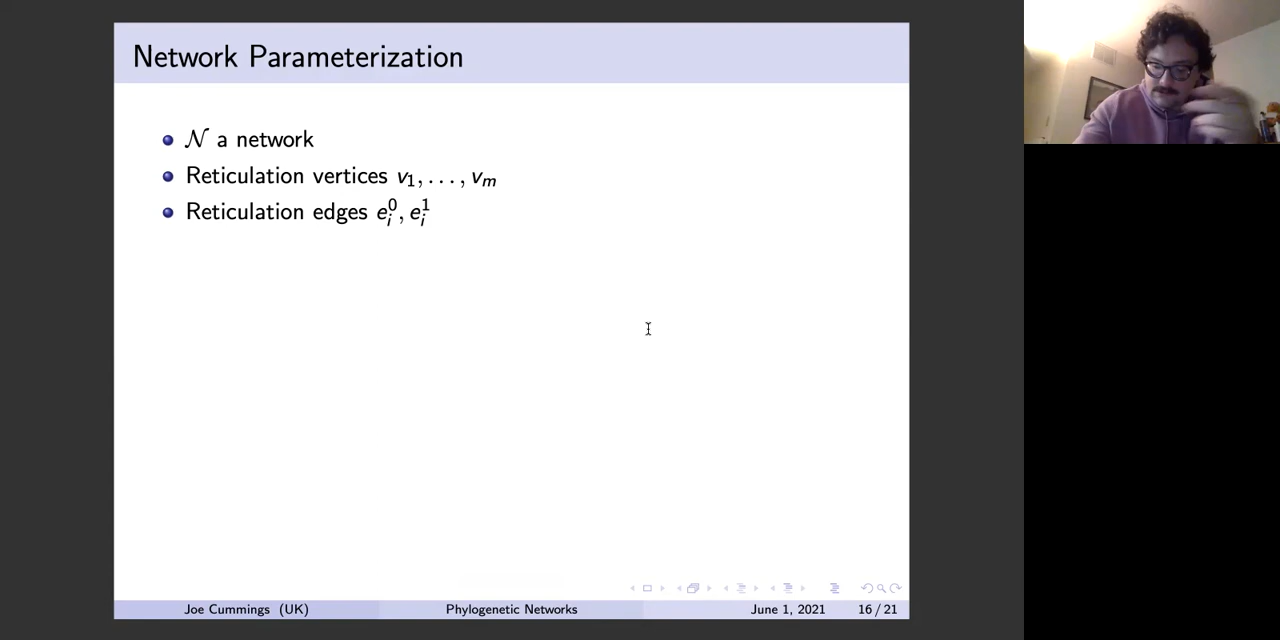 Network Parameterization
𝒩 a network
Reticulation vertices v₁, . . . , vₘ
Reticulation edges eᵢ⁰, eᵢ¹
Joe Cummings (UK) Phylogenetic Networks June 1, 2021 16 / 21